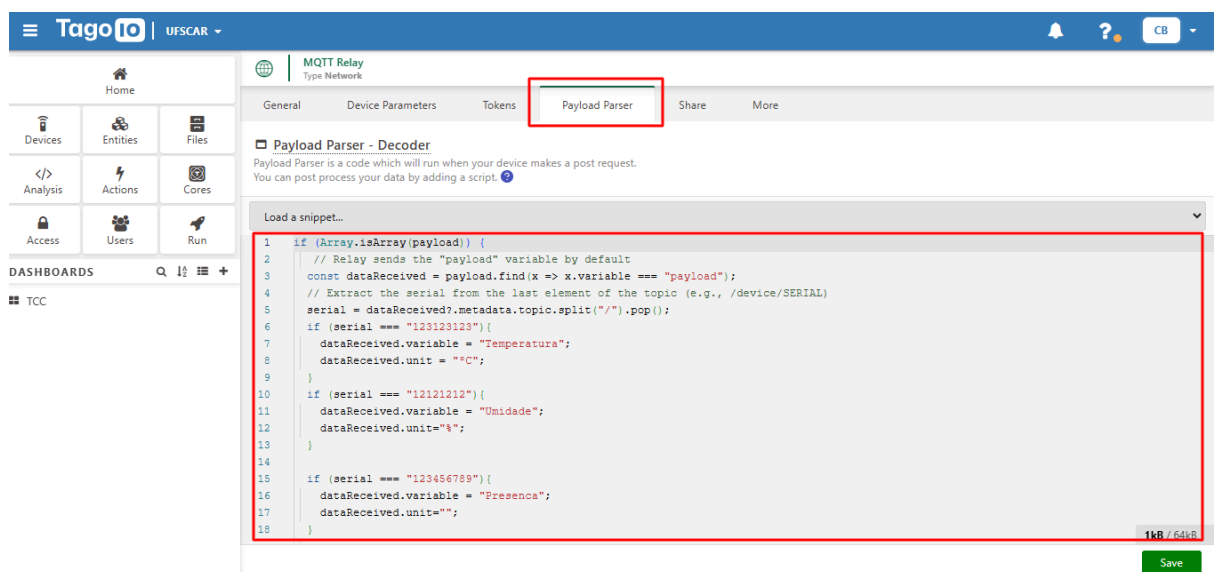 Tago IO | UFSCAR
CB
Home
Devices
Entities
Files
Analysis
Actions
Cores
Access
Users
Run
DASHBOARDS
TCC
MQTT Relay
Type Network
General
Device Parameters
Tokens
Payload Parser
Share
More
Payload Parser - Decoder
Payload Parser is a code which will run when your device makes a post request.
You can post process your data by adding a script.
Load a snippet...
1 if (Array.isArray(payload)) {
2 // Relay sends the "payload" variable by default
3 const dataReceived = payload.find(x => x.variable === "payload");
4 // Extract the serial from the last element of the topic (e.g., /device/SERIAL)
5 serial = dataReceived?.metadata.topic.split("/").pop();
6 if (serial === "123123123"){
7 dataReceived.variable = "Temperatura";
8 dataReceived.unit = "°C";
9 }
10 if (serial === "12121212"){
11 dataReceived.variable = "Umidade";
12 dataReceived.unit="%";
13 }
14
15 if (serial === "123456789"){
16 dataReceived.variable = "Presenca";
17 dataReceived.unit="";
18 }
1kB / 64kB
Save